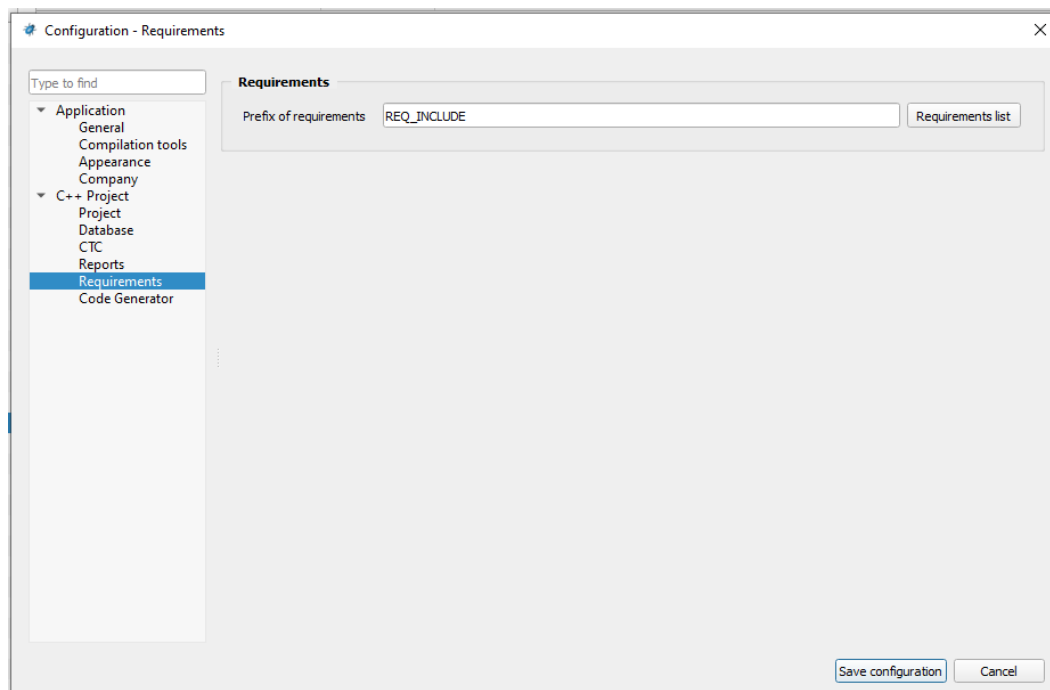 Configuration - Requirements
Type to find
Application
General
Compilation tools
Appearance
Company
C++ Project
Project
Database
CTC
Reports
Requirements
Code Generator
Requirements
Prefix of requirements REQ_INCLUDE Requirements list
Save configuration Cancel